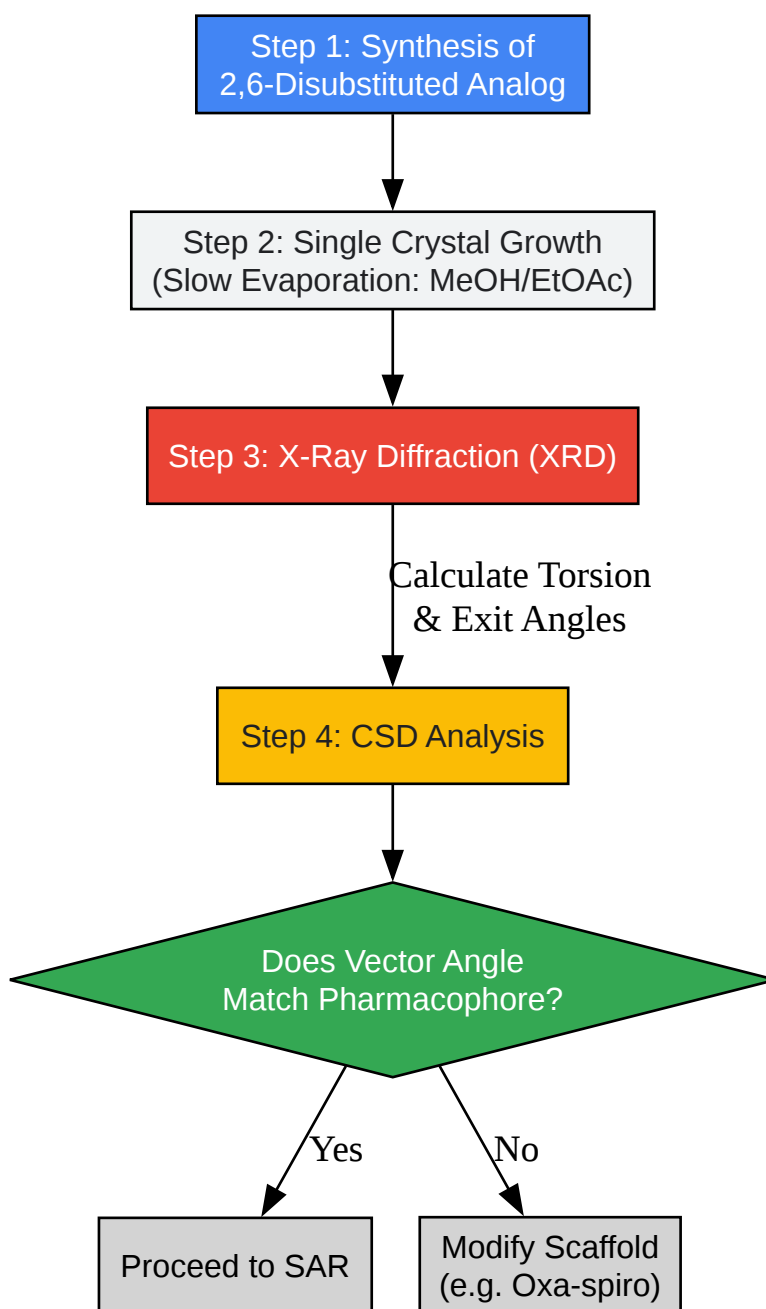 Step 1: Synthesis of
2,6-Disubstituted Analog
Step 2: Single Crystal Growth
(Slow Evaporation: MeOH/EtOAc)
Step 3: X-Ray Diffraction (XRD)
Calculate Torsion
& Exit Angles
Step 4: CSD Analysis
Does Vector Angle
Match Pharmacophore?
Yes
No
Proceed to SAR
Modify Scaffold
(e.g. Oxa-spiro)